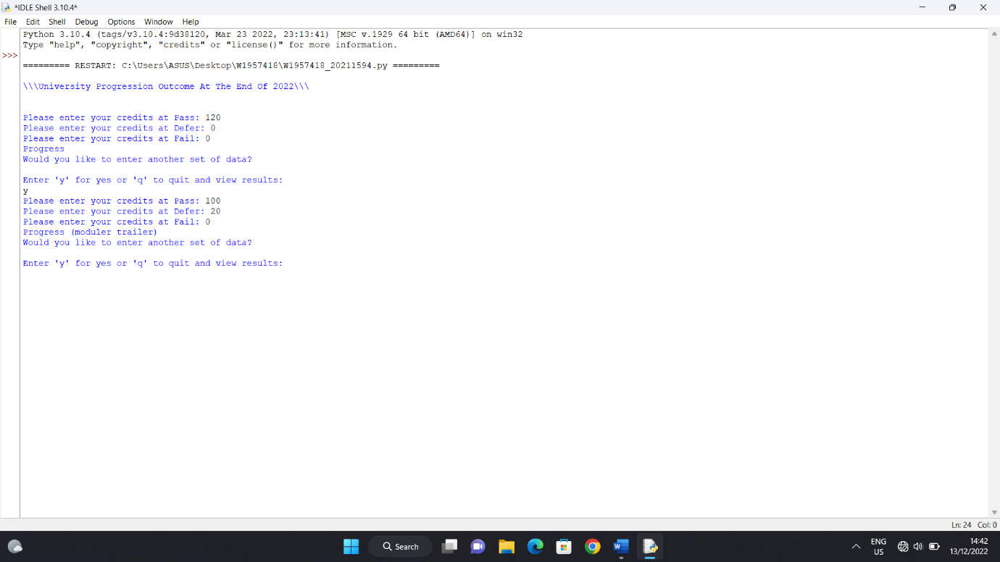 *IDLE Shell 3.10.4*
File Edit Shell Debug Options Window Help
Python 3.10.4 (tags/v3.10.4:9d38120, Mar 23 2022, 23:13:41) [MSC v.1929 64 bit (AMD64)] on win32
Type "help", "copyright", "credits" or "license()" for more information.
>>>
========= RESTART: C:\Users\ASUS\Desktop\W1957418\W1957418_20211594.py =========
\\\University Progression Outcome At The End Of 2022\\\
Please enter your credits at Pass: 120
Please enter your credits at Defer: 0
Please enter your credits at Fail: 0
Progress
Would you like to enter another set of data?
Enter 'y' for yes or 'q' to quit and view results:
y
Please enter your credits at Pass: 100
Please enter your credits at Defer: 20
Please enter your credits at Fail: 0
Progress (moduler trailer)
Would you like to enter another set of data?
Enter 'y' for yes or 'q' to quit and view results:
Ln: 24 Col: 0
Search
ENG
US
14:42
13/12/2022